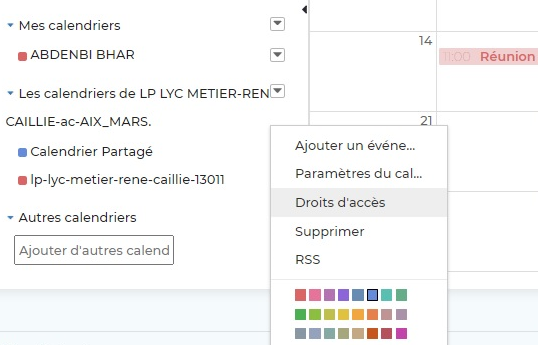 Mes calendriers
ABDENBI BHAR
Les calendriers de LP LYC METIER-RENE
CAILLIE-ac-AIX_MARS.
Calendrier Partagé
lp-lyc-metier-rene-caillie-13011
Autres calendriers
Ajouter d'autres calend
14
11:00 Réunion
21
Ajouter un événe...
Paramètres du cal...
Droits d'accès
Supprimer
RSS